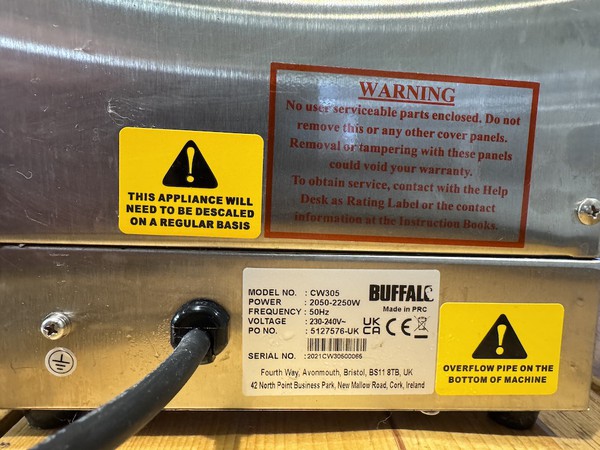 WARNING
No user serviceable parts enclosed. Do not
remove this or any other cover panels.
Removal or tampering with these panels
could void your warranty.
To obtain service, contact with the Help
Desk as Rating Label or the contact
information at the Instruction Books.
THIS APPLIANCE WILL
NEED TO BE DESCALED
ON A REGULAR BASIS
BUFFALO
Made in PRC
MODEL NO. : CW305
POWER : 2050-2250W
FREQUENCY : 50Hz
VOLTAGE : 230-240V~
PO NO. : 5127576-UK
UK
CA
CE
SERIAL NO. : 2021CW30500065
Fourth Way, Avonmouth, Bristol, BS11 8TB, UK
42 North Point Business Park, New Mallow Road, Cork, Ireland
OVERFLOW PIPE ON THE
BOTTOM OF MACHINE